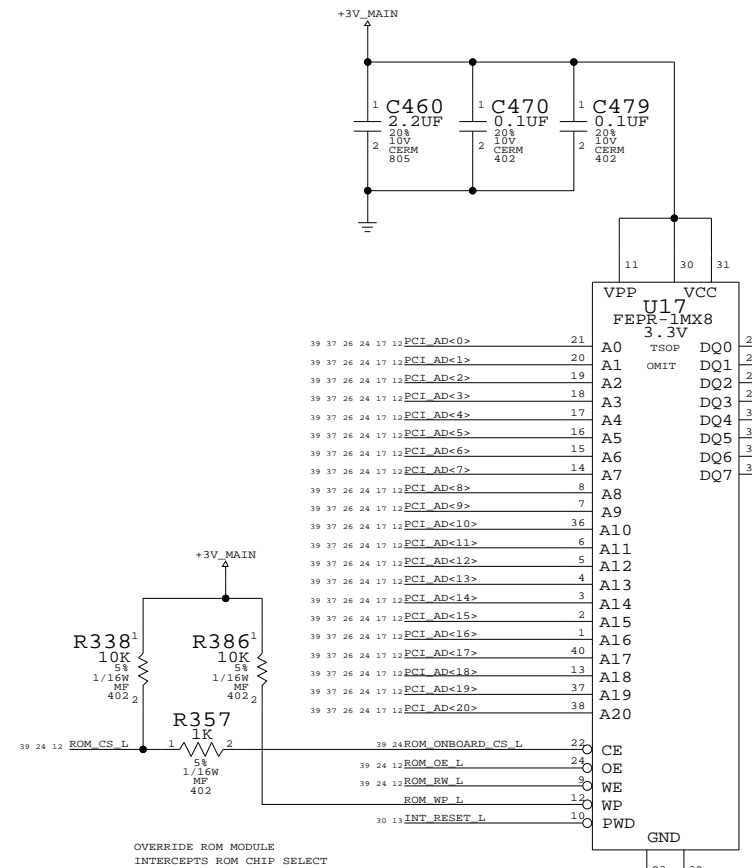 +3V_MAIN
1 C460
2.2UF
20%
10V
2 CERM
805
1 C470
0.1UF
20%
10V
2 CERM
402
1 C479
0.1UF
20%
10V
2 CERM
402
11 30 31
VPP VCC
U17
FEPR-1MX8
3.3V
TSOP
OMIT
39 37 26 24 17 12 PCI_AD<0> 21 A0 DQ0
39 37 26 24 17 12 PCI_AD<1> 20 A1 DQ1
39 37 26 24 17 12 PCI_AD<2> 19 A2 DQ2
39 37 26 24 17 12 PCI_AD<3> 18 A3 DQ3
39 37 26 24 17 12 PCI_AD<4> 17 A4 DQ4
39 37 26 24 17 12 PCI_AD<5> 16 A5 DQ5
39 37 26 24 17 12 PCI_AD<6> 15 A6 DQ6
39 37 26 24 17 12 PCI_AD<7> 14 A7 DQ7
39 37 26 24 17 12 PCI_AD<8> 8 A8
39 37 26 24 17 12 PCI_AD<9> 7 A9
39 37 26 24 17 12 PCI_AD<10> 36 A10
39 37 26 24 17 12 PCI_AD<11> 6 A11
39 37 26 24 17 12 PCI_AD<12> 5 A12
39 37 26 24 17 12 PCI_AD<13> 4 A13
39 37 26 24 17 12 PCI_AD<14> 3 A14
39 37 26 24 17 12 PCI_AD<15> 2 A15
39 37 26 24 17 12 PCI_AD<16> 1 A16
39 37 26 24 17 12 PCI_AD<17> 40 A17
39 37 26 24 17 12 PCI_AD<18> 13 A18
39 37 26 24 17 12 PCI_AD<19> 37 A19
39 37 26 24 17 12 PCI_AD<20> 38 A20
+3V_MAIN
R338 1
10K
5%
1/16W
MF
402 2
R386 1
10K
5%
1/16W
MF
402 2
R357
1K
1 2
5%
1/16W
MF
402
39 24 12 ROM_CS_L
39 24 ROM_ONBOARD_CS_L 22 CE
39 24 12 ROM_OE_L 24 OE
39 24 12 ROM_RW_L 9 WE
ROM_WP_L 12 WP
30 13 INT_RESET_L 10 PWD
GND
OVERRIDE ROM MODULE
INTERCEPTS ROM CHIP SELECT